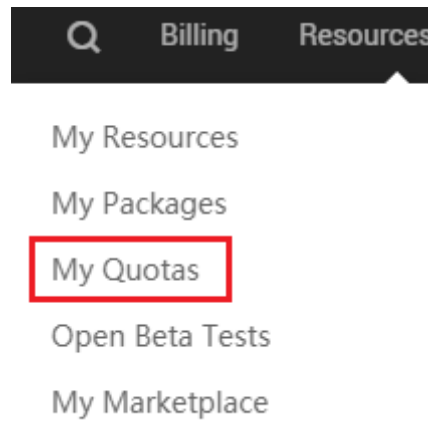 Billing Resources
My Resources
My Packages
My Quotas
Open Beta Tests
My Marketplace